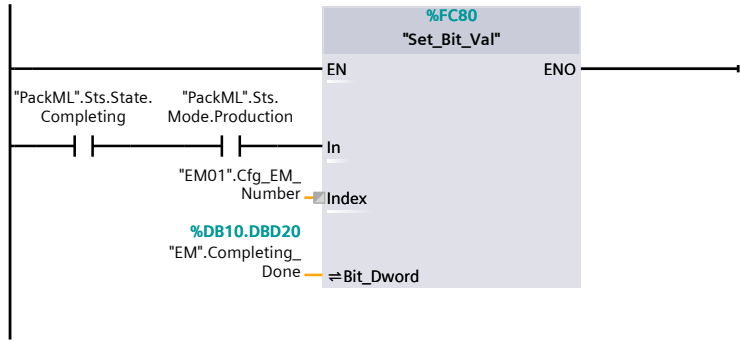 %FC80
"Set_Bit_Val"
EN ENO
"PackML".Sts.State.
Completing
"PackML".Sts.
Mode.Production
In
"EM01".Cfg_EM_
Number
Index
%DB10.DBD20
"EM".Completing_
Done
⇌Bit_Dword